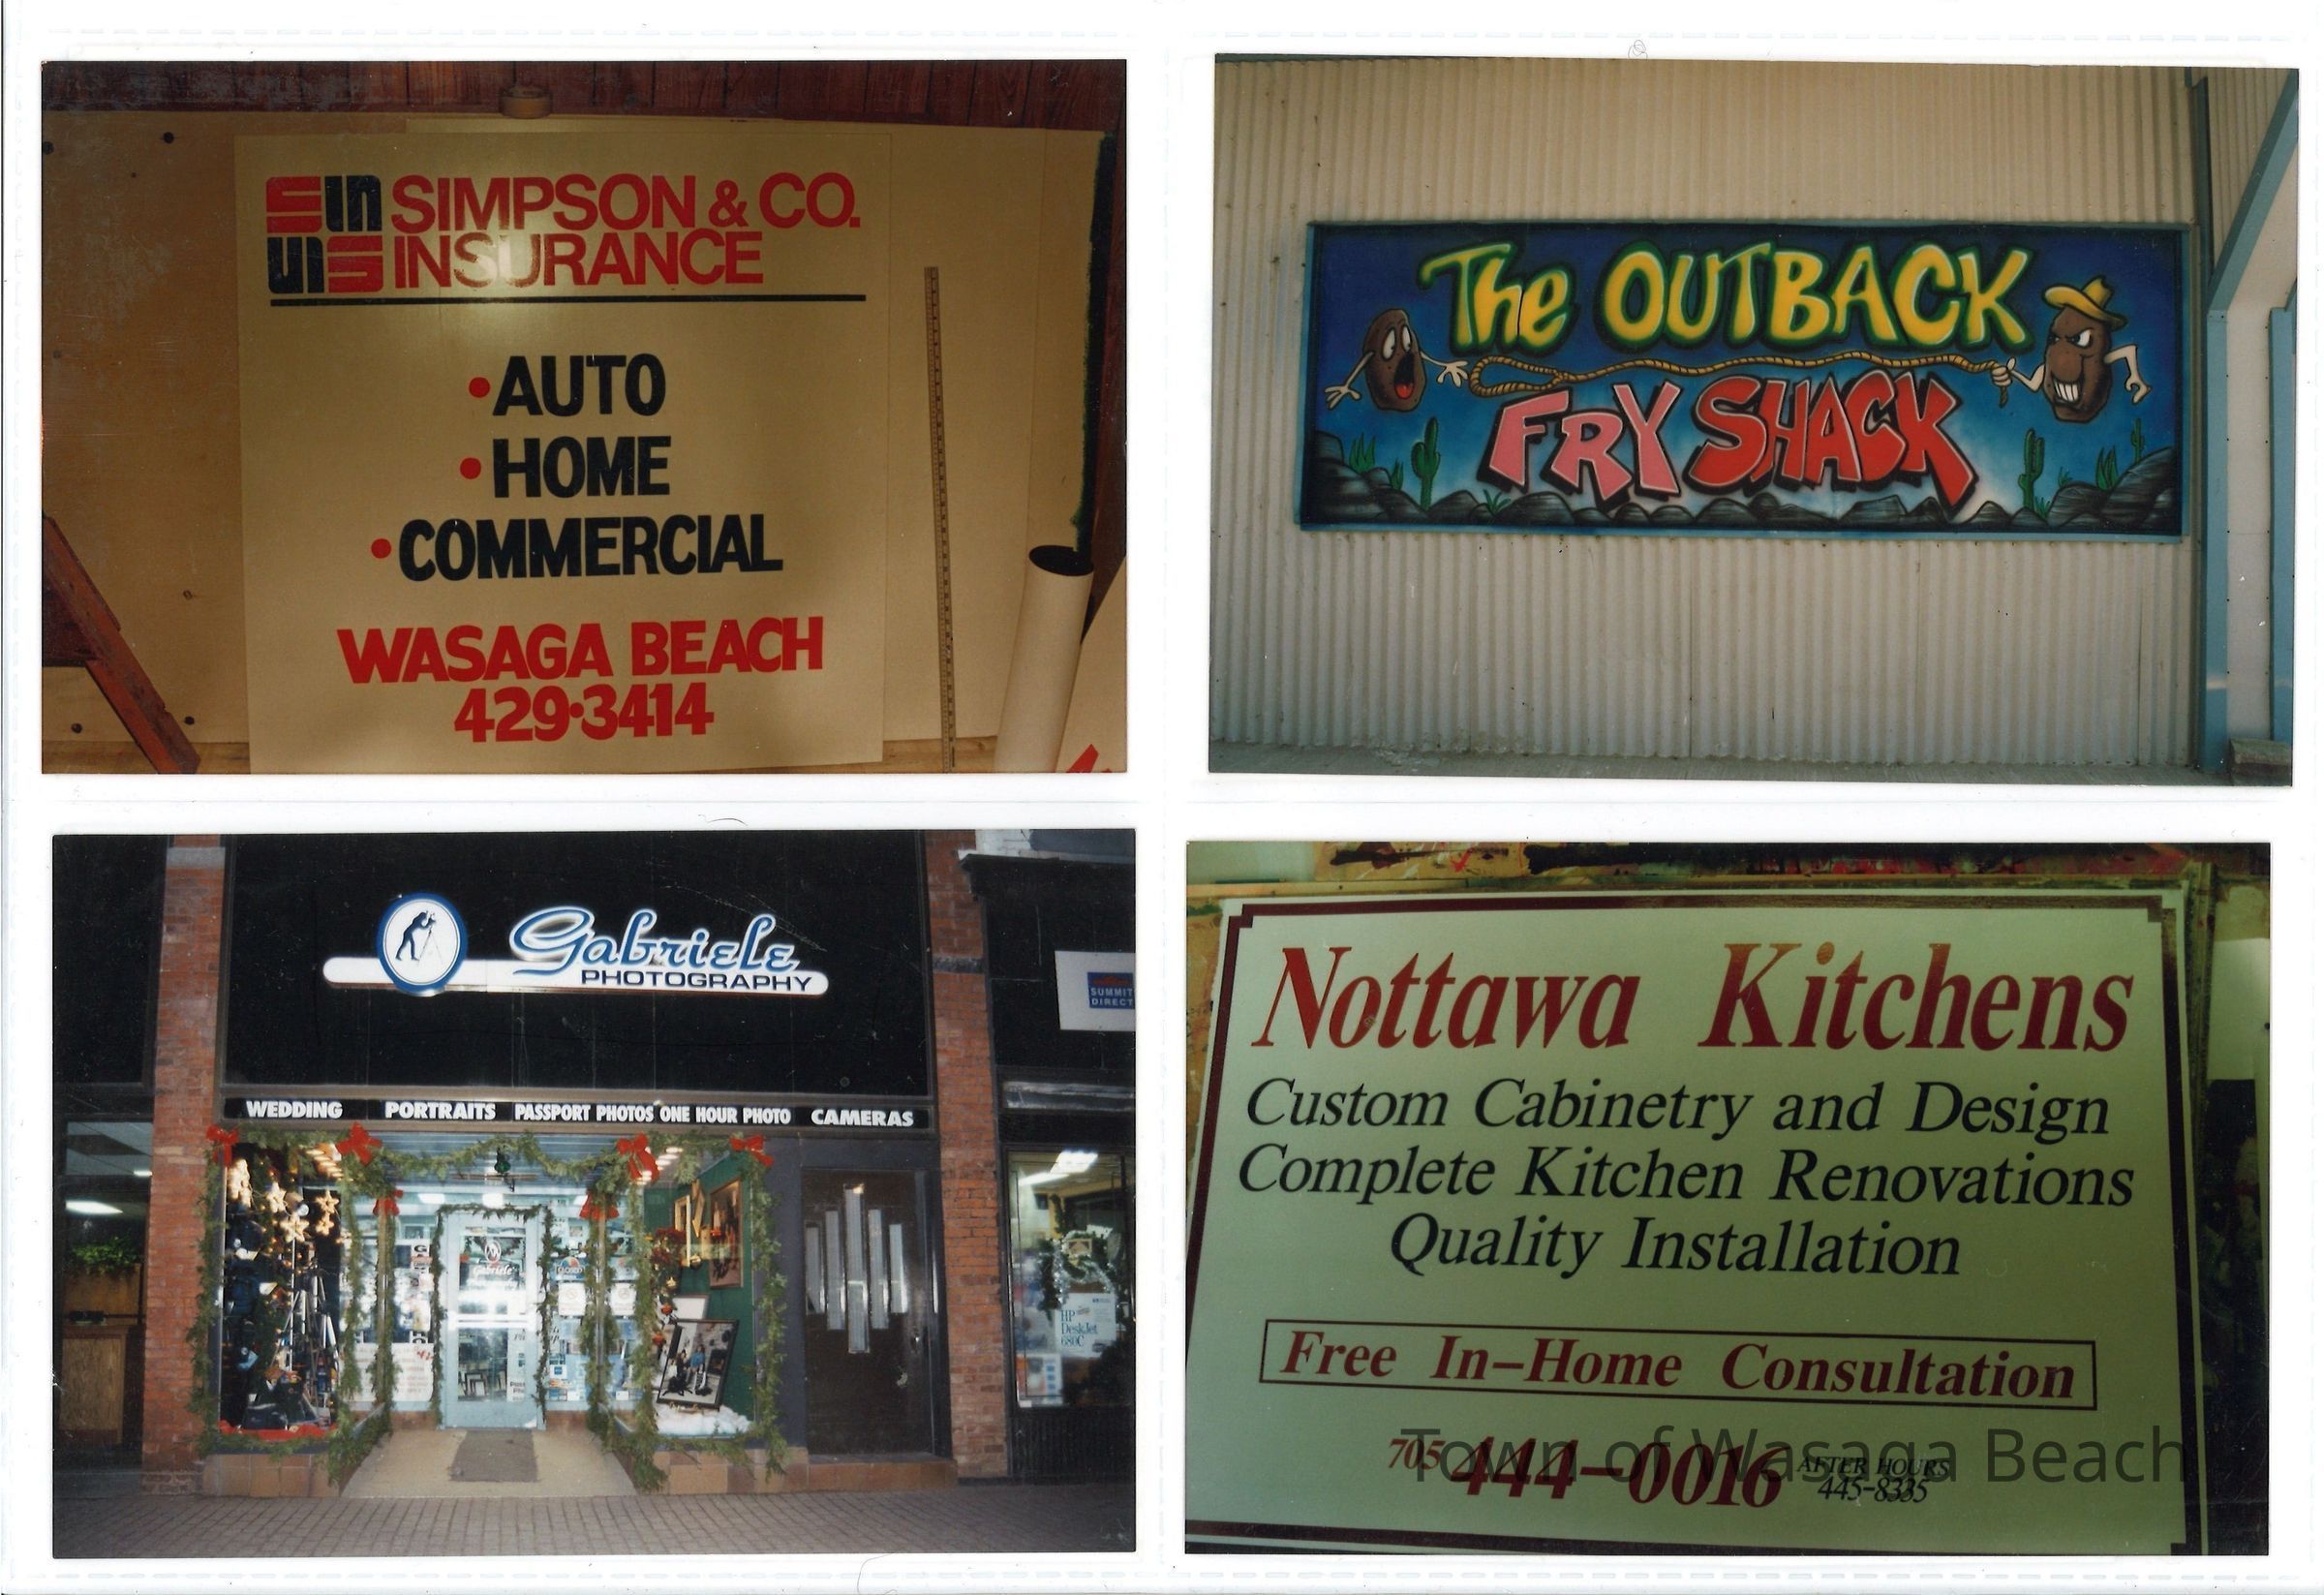 SIMPSON & CO.
INSURANCE
•AUTO
•HOME
•COMMERCIAL
WASAGA BEACH
429•3414
The OUTBACK
FRY SHACK
Gabriele
PHOTOGRAPHY
SUMMIT
DIRECT
WEDDING PORTRAITS PASSPORT PHOTOS ONE HOUR PHOTO CAMERAS
Gabriele's
HP
DeskJet
680C
Nottawa Kitchens
Custom Cabinetry and Design
Complete Kitchen Renovations
Quality Installation
Free In-Home Consultation
705 444-0016 AFTER HOURS
445-8335
Town of Wasaga Beach